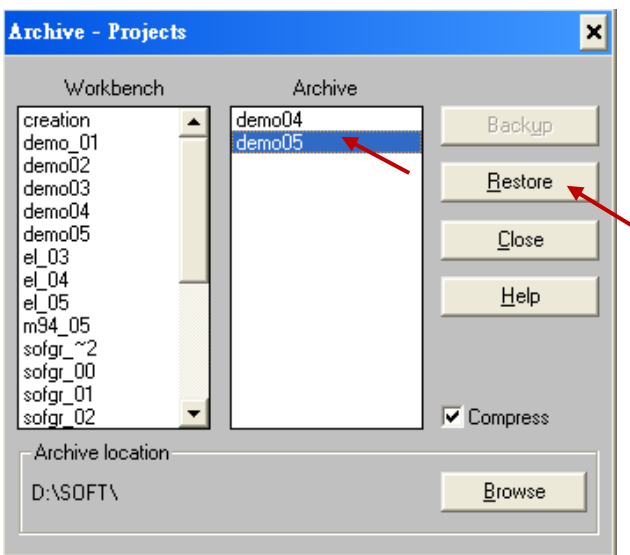 Archive - Projects
Workbench
Archive
creation
demo_01
demo02
demo03
demo04
demo05
el_03
el_04
el_05
m94_05
sofgr_~2
sofgr_00
sofgr_01
sofgr_02
demo04
demo05
Backup
Restore
Close
Help
Compress
Archive location
D:\SOFT\
Browse